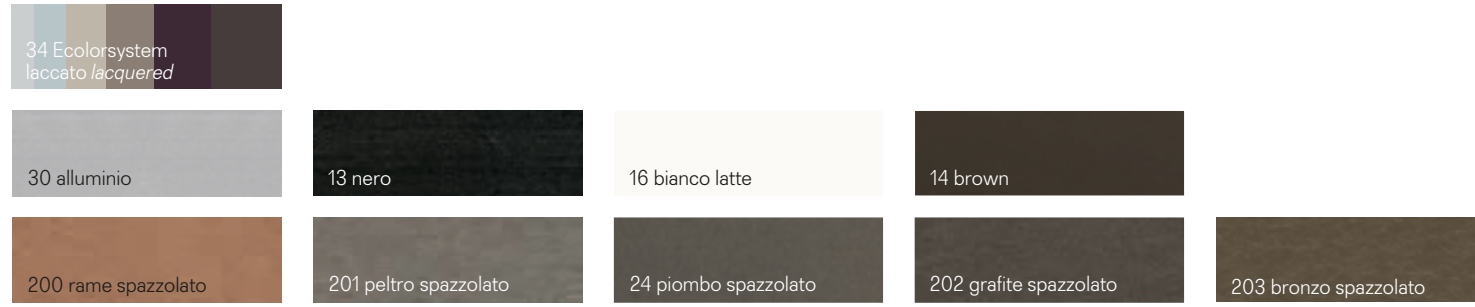 34 Ecolorsystem
laccato lacquered
30 alluminio
13 nero
16 bianco latte
14 brown
200 rame spazzolato
201 peltro spazzolato
24 piombo spazzolato
202 grafite spazzolato
203 bronzo spazzolato